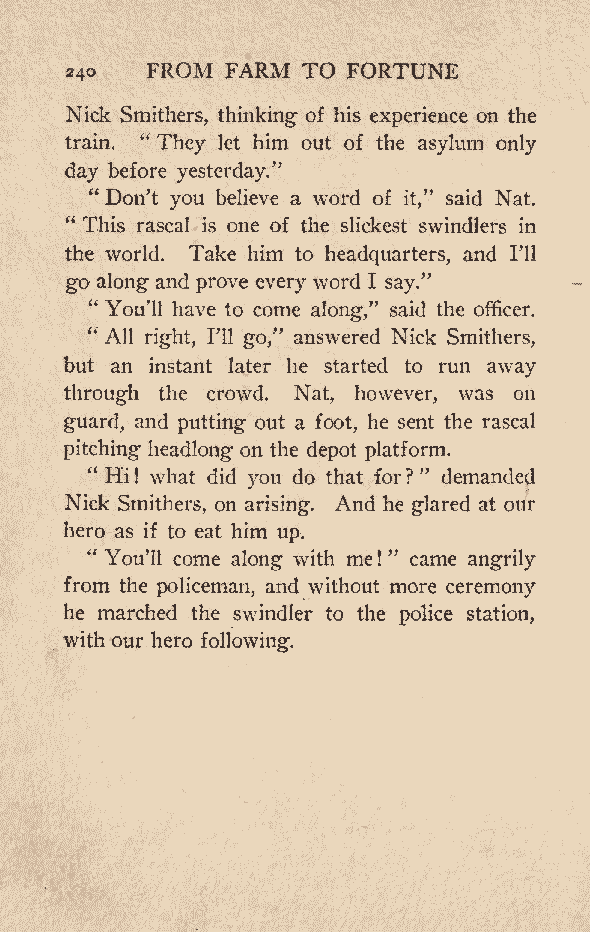 240 FROM FARM TO FORTUNE
Nick Smithers, thinking of his experience on the
train. “They let him out of the asylum only
day before yesterday.”
“Don’t you believe a word of it,” said Nat.
“This rascal is one of the slickest swindlers in
the world. Take him to headquarters, and I’ll
go along and prove every word I say.”
“You’ll have to come along,” said the officer.
“All right, I’ll go,” answered Nick Smithers,
but an instant later he started to run away
through the crowd. Nat, however, was on
guard, and putting out a foot, he sent the rascal
pitching headlong on the depot platform.
“Hi! what did you do that for?” demanded
Nick Smithers, on arising. And he glared at our
hero as if to eat him up.
“You’ll come along with me!” came angrily
from the policeman, and without more ceremony
he marched the swindler to the police station,
with our hero following.